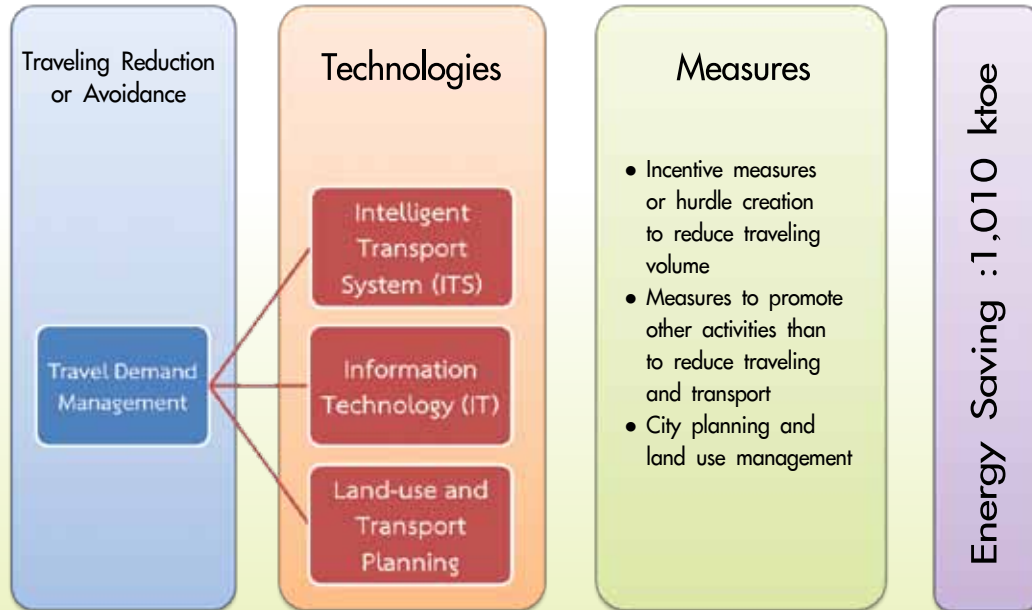 Traveling Reduction
or Avoidance
Travel Demand
Management
Technologies
Intelligent
Transport
System (ITS)
Information
Technology (IT)
Land-use and
Transport
Planning
Measures
• Incentive measures
or hurdle creation
to reduce traveling
volume
• Measures to promote
other activities than
to reduce traveling
and transport
• City planning and
land use management
Energy Saving :1,010 ktoe